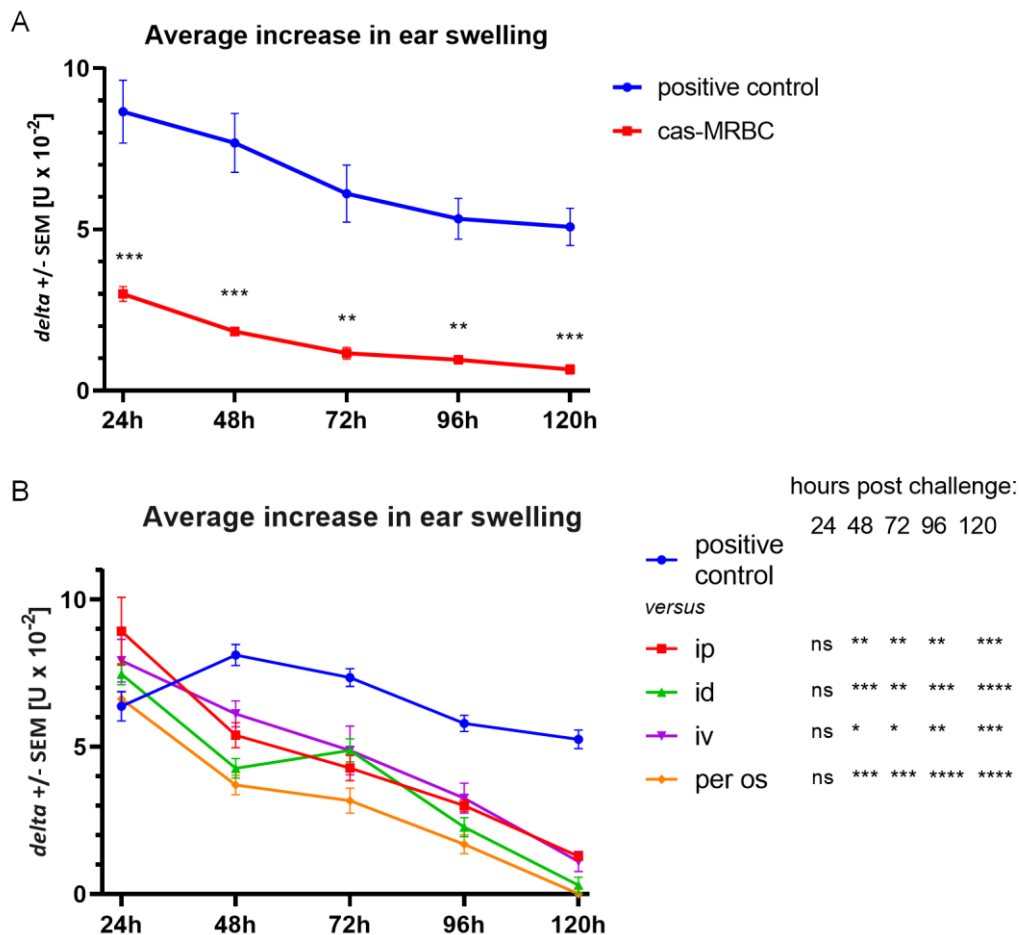 A
Average increase in ear swelling
delta +/- SEM [U x 10-2]
10
5
0
24h 48h 72h 96h 120h
*** *** ** ** ***
positive control
cas-MRBC
B
Average increase in ear swelling
delta +/- SEM [U x 10-2]
10
5
0
24h 48h 72h 96h 120h
hours post challenge:
24 48 72 96 120
positive
control
versus
ip ns ** ** ** ***
id ns *** ** *** ****
iv ns * * ** ***
per os ns *** *** **** ****